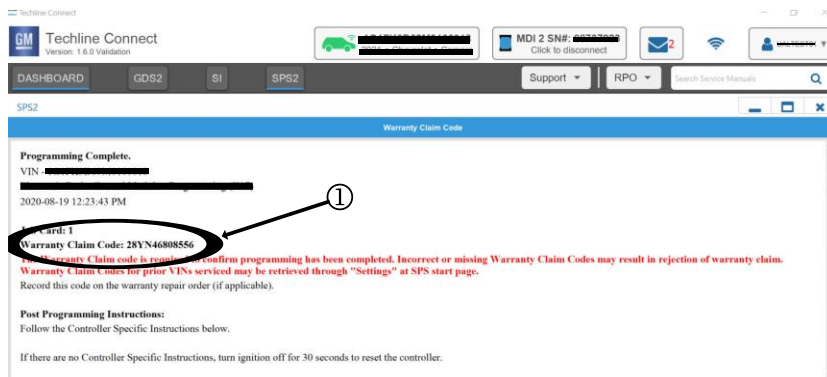 Techline Connect
GM Techline Connect
Version: 1.6.0 Validation
2021 - Chevrolet - Camaro
MDI 2 SN#:
Click to disconnect
2
DASHBOARD GDS2 SI SPS2 Support RPO Search Service Manuals
SPS2
Warranty Claim Code
Programming Complete.
VIN -
2020-08-19 12:23:43 PM
1
Card: 1
Warranty Claim Code: 28YN46808556
The Warranty Claim code is required to confirm programming has been completed. Incorrect or missing Warranty Claim Codes may result in rejection of warranty claim.
Warranty Claim Codes for prior VINs serviced may be retrieved through "Settings" at SPS start page.
Record this code on the warranty repair order (if applicable).
Post Programming Instructions:
Follow the Controller Specific Instructions below.
If there are no Controller Specific Instructions, turn ignition off for 30 seconds to reset the controller.